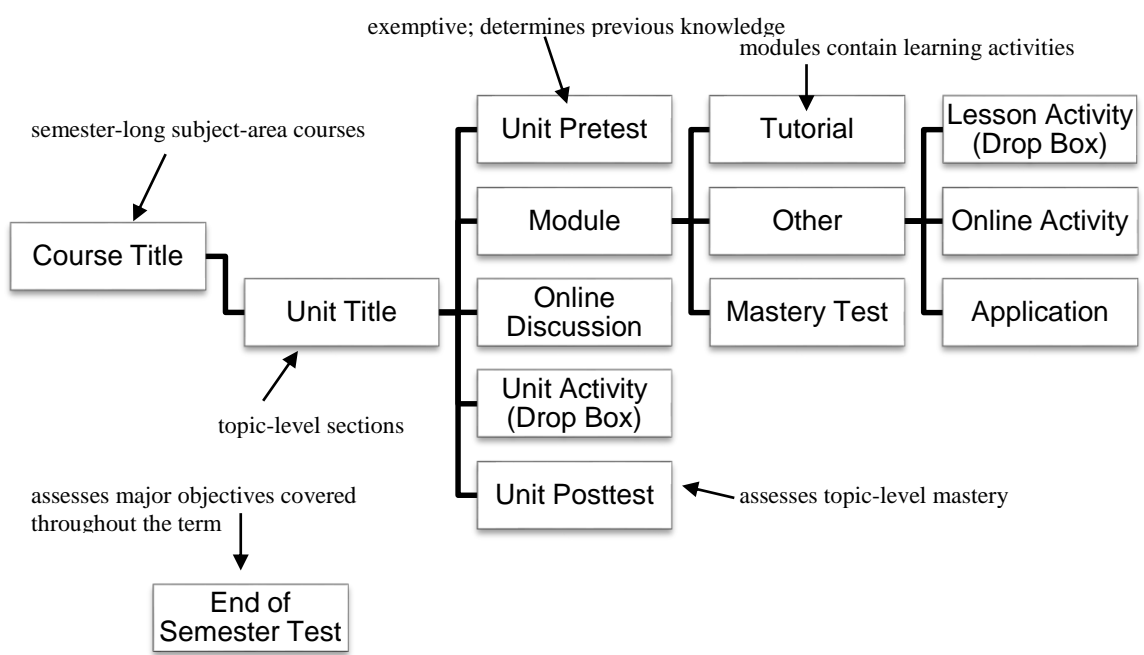 exemptive; determines previous knowledge
modules contain learning activities
semester-long subject-area courses
Unit Pretest
Tutorial
Lesson Activity
(Drop Box)
Course Title
Module
Other
Online Activity
Unit Title
Online
Discussion
Mastery Test
Application
Unit Activity
(Drop Box)
topic-level sections
Unit Posttest
assesses topic-level mastery
assesses major objectives covered
throughout the term
End of
Semester Test